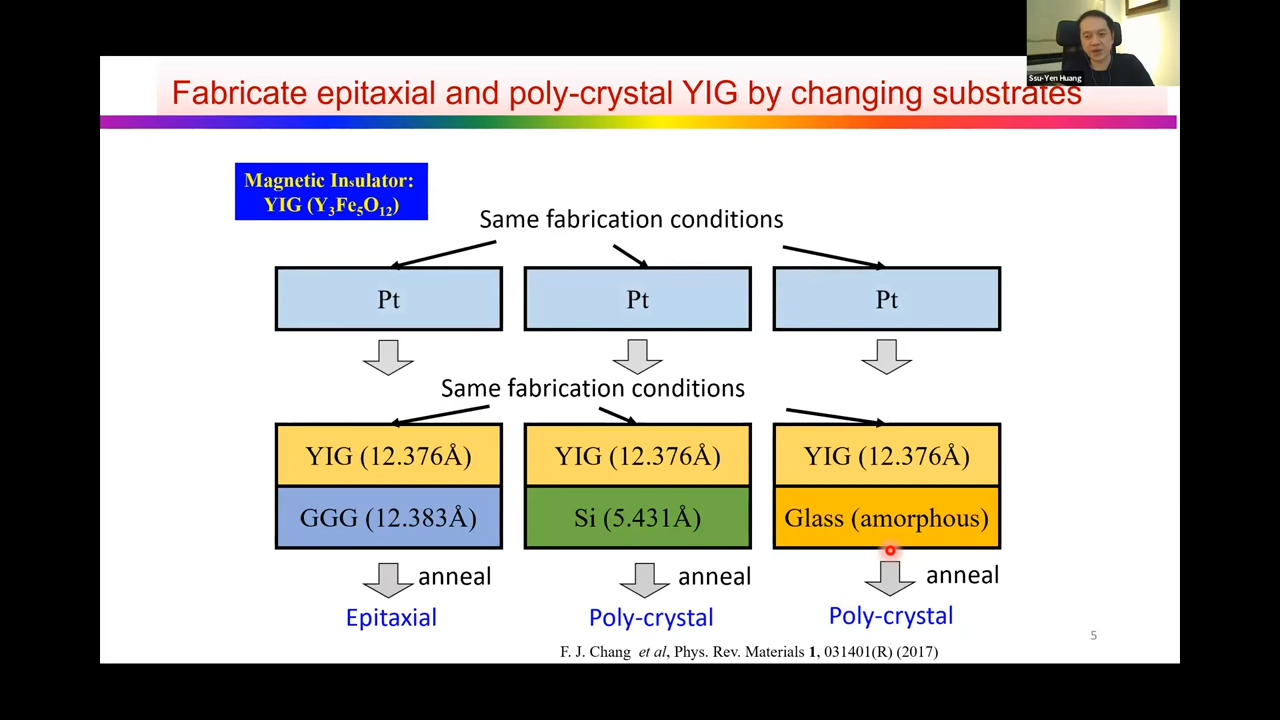 Ssu-Yen Huang
Fabricate epitaxial and poly-crystal YIG by changing substrates
Magnetic Insulator:
YIG (Y₃Fe₅O₁₂)
Same fabrication conditions
Pt
Pt
Pt
Same fabrication conditions
YIG (12.376Å)
YIG (12.376Å)
YIG (12.376Å)
GGG (12.383Å)
Si (5.431Å)
Glass (amorphous)
anneal
anneal
anneal
Epitaxial
Poly-crystal
Poly-crystal
5
F. J. Chang et al, Phys. Rev. Materials 1, 031401(R) (2017)